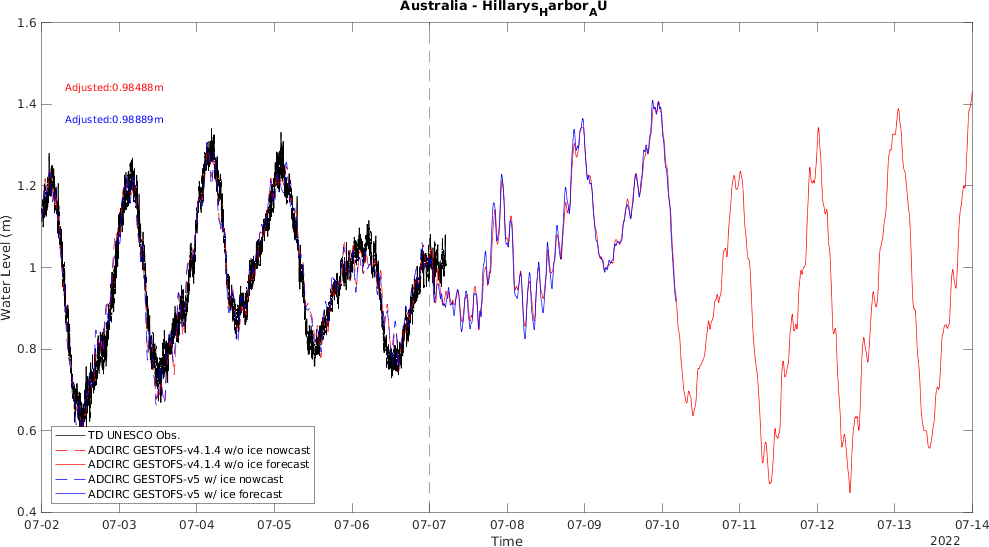 Australia - HillarysHarborAU
1.6
1.4
1.2
1
0.8
0.6
0.4
Water Level (m)
Adjusted:0.98488m
Adjusted:0.98889m
TD UNESCO Obs.
ADCIRC GESTOFS-v4.1.4 w/o ice nowcast
ADCIRC GESTOFS-v4.1.4 w/o ice forecast
ADCIRC GESTOFS-v5 w/ ice nowcast
ADCIRC GESTOFS-v5 w/ ice forecast
07-02 07-03 07-04 07-05 07-06 07-07 07-08 07-09 07-10 07-11 07-12 07-13 07-14
Time
2022